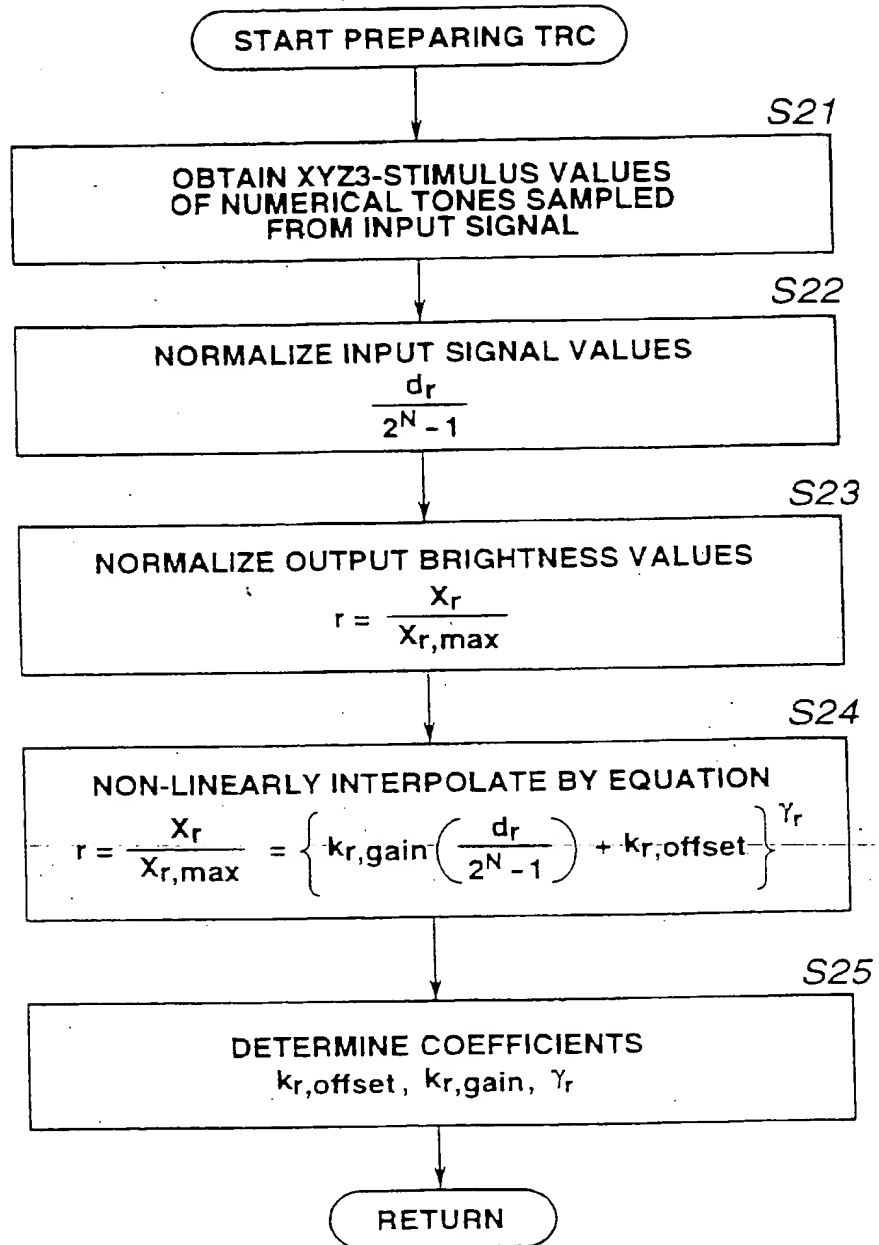 START PREPARING TRC
S21
OBTAIN XYZ3-STIMULUS VALUES
OF NUMERICAL TONES SAMPLED
FROM INPUT SIGNAL
S22
NORMALIZE INPUT SIGNAL VALUES
dr / 2^N - 1
S23
NORMALIZE OUTPUT BRIGHTNESS VALUES
r = Xr / Xr,max
S24
NON-LINEARLY INTERPOLATE BY EQUATION
r = Xr / Xr,max = { kr,gain ( dr / 2^N - 1 ) + kr,offset }^γr
S25
DETERMINE COEFFICIENTS
kr,offset, kr,gain, γr
RETURN